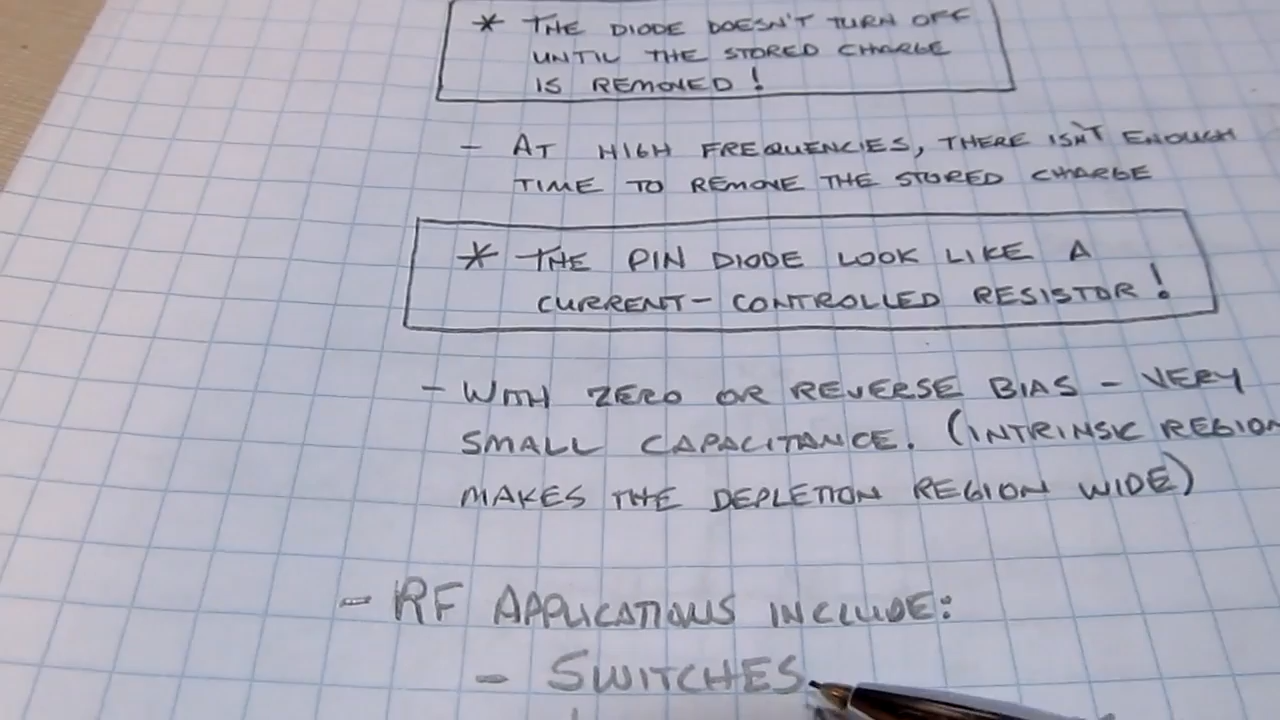 * THE DIODE DOESN'T TURN OFF
UNTIL THE STORED CHARGE
IS REMOVED!
- AT HIGH FREQUENCIES, THERE ISN'T ENOUGH
TIME TO REMOVE THE STORED CHARGE
* THE PIN DIODE LOOK LIKE A
CURRENT-CONTROLLED RESISTOR!
- WITH ZERO OR REVERSE BIAS - VERY
SMALL CAPACITANCE. (INTRINSIC REGION
MAKES THE DEPLETION REGION WIDE)
- RF APPLICATIONS INCLUDE:
- SWITCHES